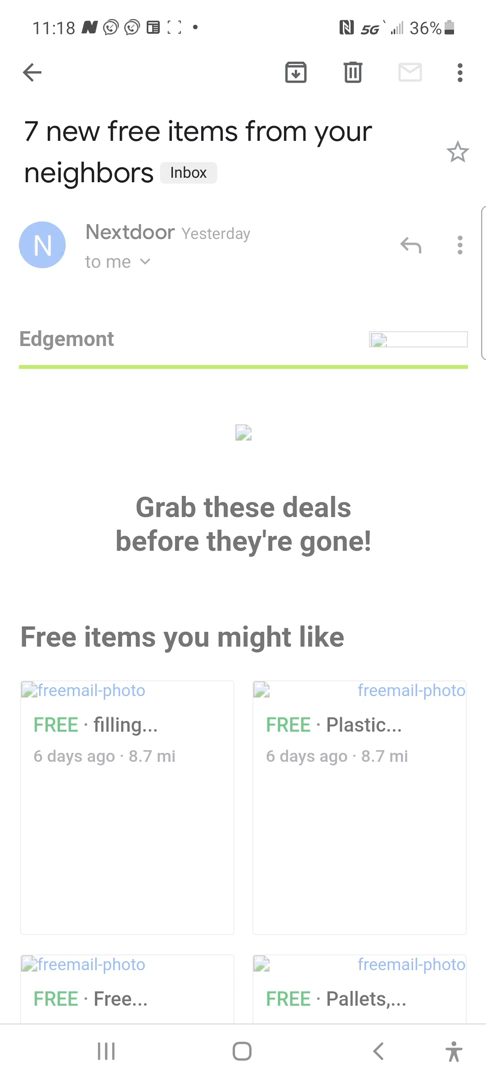 11:18 5G 36%
7 new free items from your
neighbors Inbox
N Nextdoor Yesterday
to me
Edgemont
Grab these deals
before they're gone!
Free items you might like
freemail-photo freemail-photo
FREE · filling... FREE · Plastic...
6 days ago · 8.7 mi 6 days ago · 8.7 mi
freemail-photo freemail-photo
FREE · Free... FREE · Pallets,...